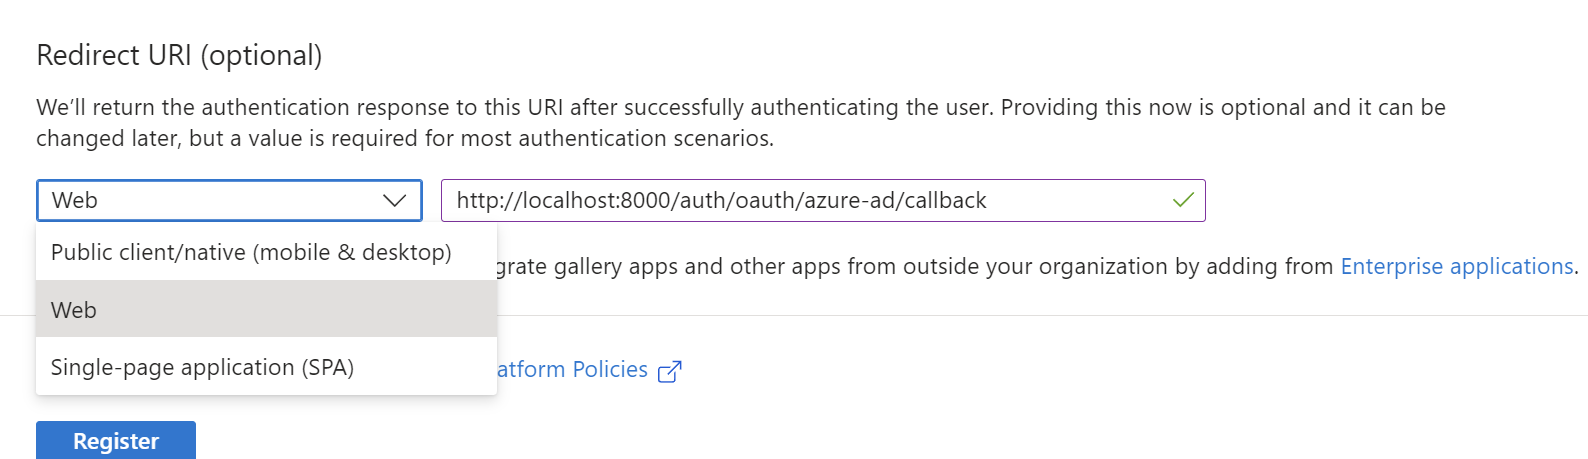 Redirect URI (optional)
We'll return the authentication response to this URI after successfully authenticating the user. Providing this now is optional and it can be
changed later, but a value is required for most authentication scenarios.
Web
http://localhost:8000/auth/oauth/azure-ad/callback
Public client/native (mobile & desktop)
grate gallery apps and other apps from outside your organization by adding from Enterprise applications.
Web
Single-page application (SPA)
atform Policies
Register